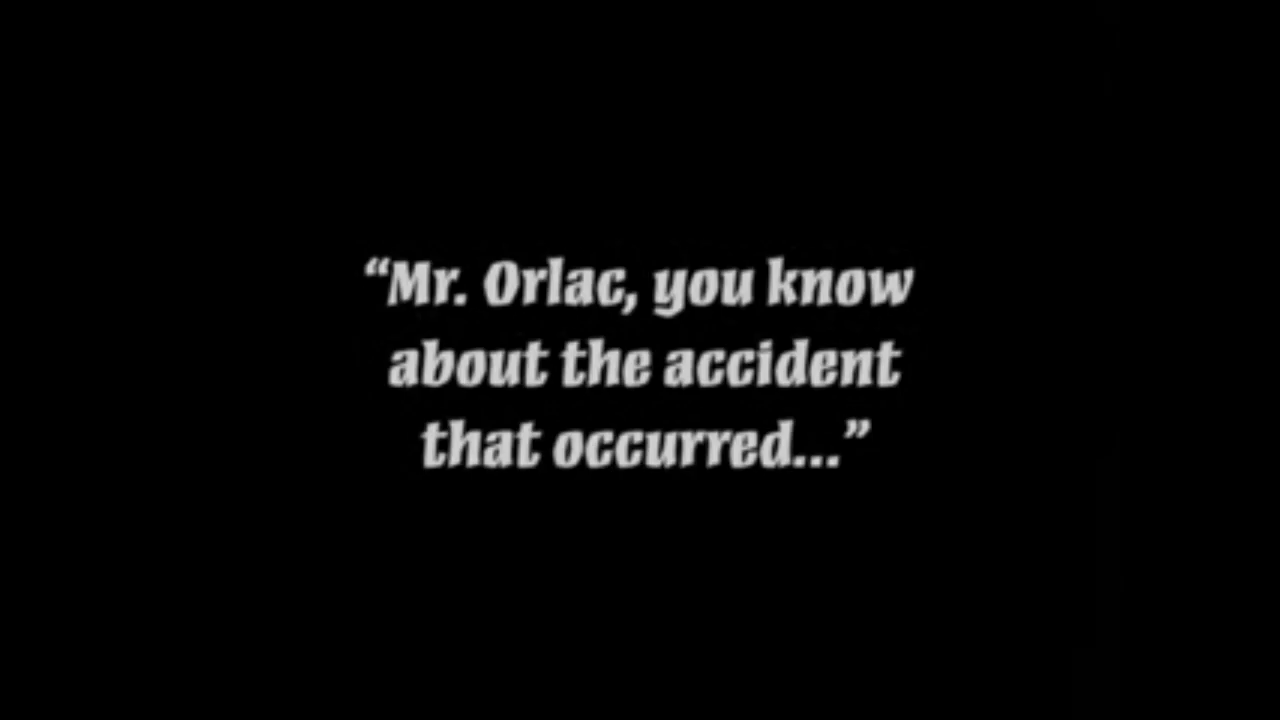 “Mr. Orlac, you know
about the accident
that occurred...”